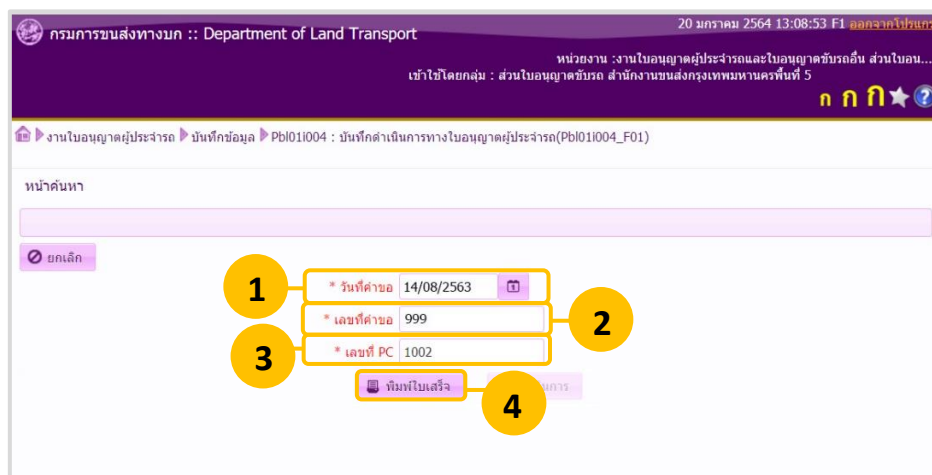 20 มกราคม 2564 13:08:53 F1 ออกจากโปรแกร
กรมการขนส่งทางบก :: Department of Land Transport
หน่วยงาน :งานใบอนุญาตผู้ประจำรถและใบอนุญาตขับรถอื่น ส่วนใบอน...
เข้าใช้โดยกลุ่ม : ส่วนใบอนุญาตขับรถ สำนักงานขนส่งกรุงเทพมหานครพื้นที่ 5
ก ก ก ?
งานใบอนุญาตผู้ประจำรถ บันทึกข้อมูล Pbl01i004 : บันทึกดำเนินการทางใบอนุญาตผู้ประจำรถ(Pbl01i004_F01)
หน้าค้นหา
ยกเลิก
1 * วันที่คำขอ 14/08/2563
* เลขที่คำขอ 999 2
3 * เลขที่ PC 1002
พิมพ์ใบเสร็จ 4